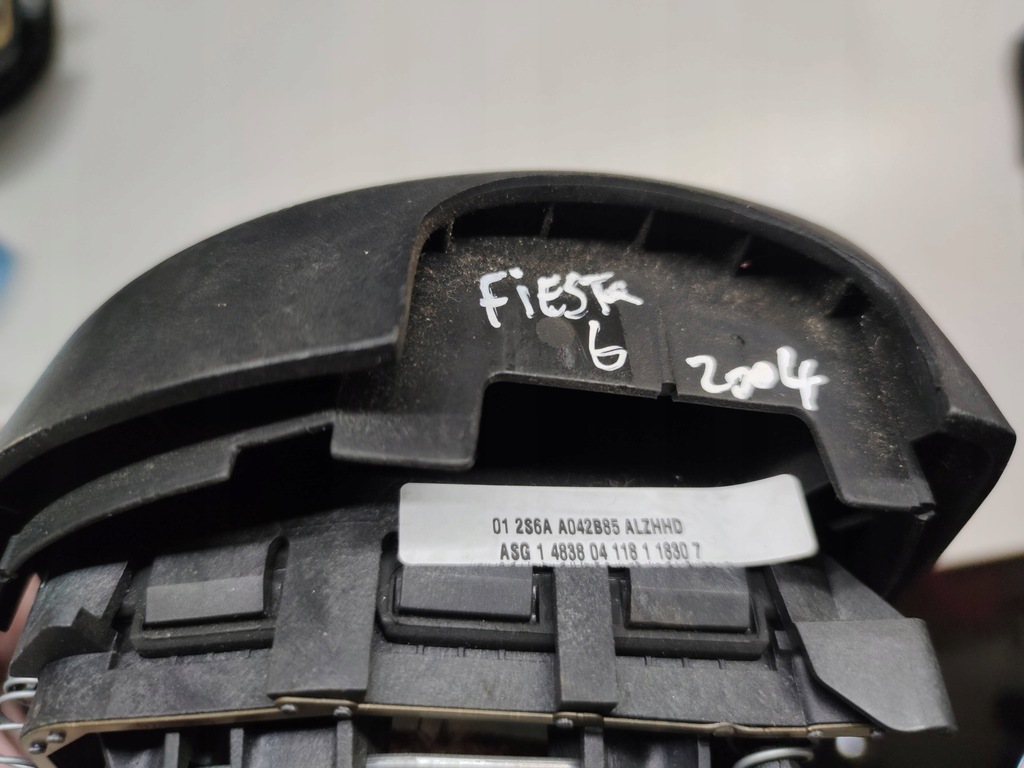 FiESTa
6
2004
01 2S6A A042B85 ALZHHD
ASG 1 4838 04 118 1 1830 7